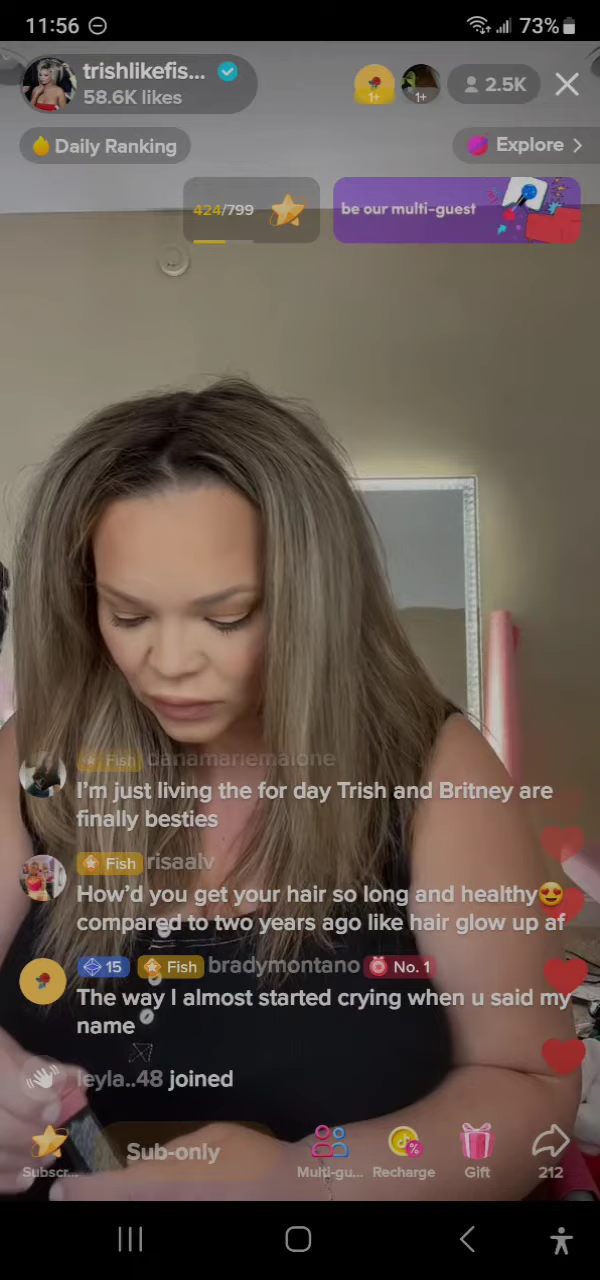 11:56
73%
trishlikefis...
58.6K likes
1+
1+
2.5K
Daily Ranking
Explore
424/799
be our multi-guest
Fish danamariemalone
I'm just living the for day Trish and Britney are
finally besties
Fish risaalv
How'd you get your hair so long and healthy😍
compared to two years ago like hair glow up af
15 Fish bradymontano No. 1
The way I almost started crying when u said my
name
leyla..48 joined
Sub-only
Subscr...
Multi-gu...
Recharge
Gift
212